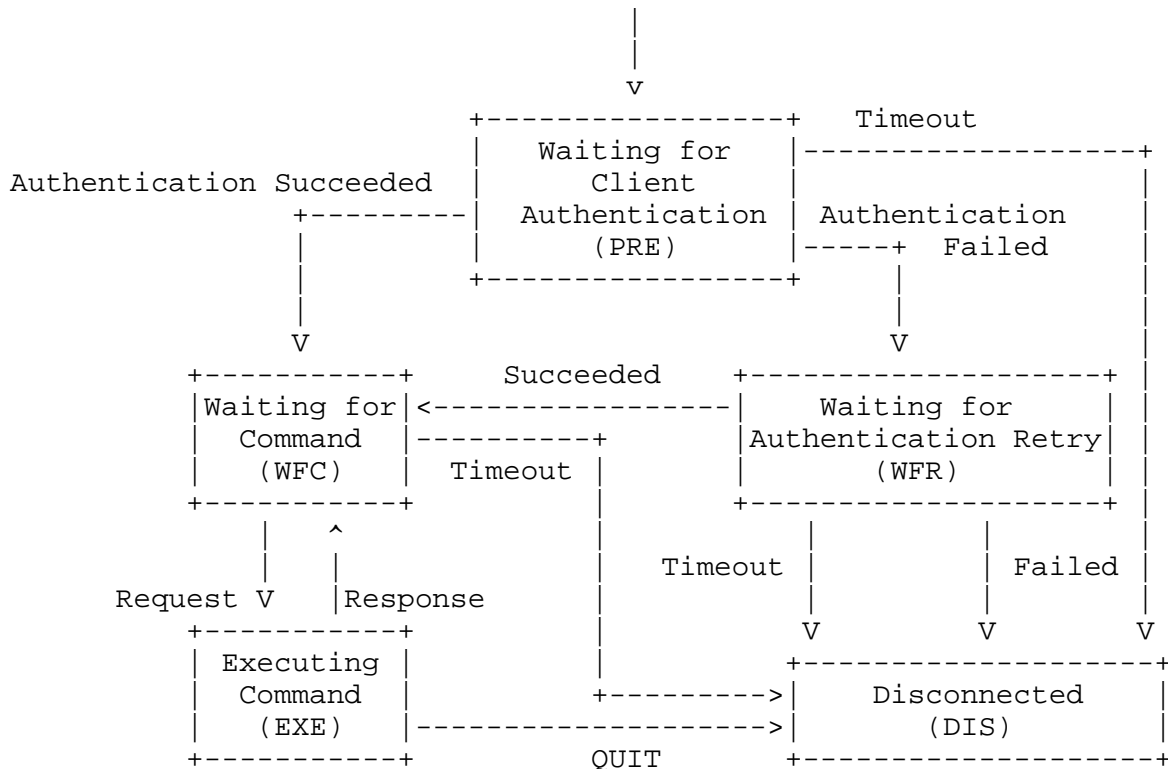 Timeout
Waiting for
Authentication Succeeded
Client
Authentication
Authentication
(PRE)
Failed
Succeeded
Waiting for
Waiting for
Command
Authentication Retry
(WFC)
Timeout
(WFR)
Timeout
Failed
Request
Response
Executing
Command
Disconnected
(EXE)
(DIS)
QUIT